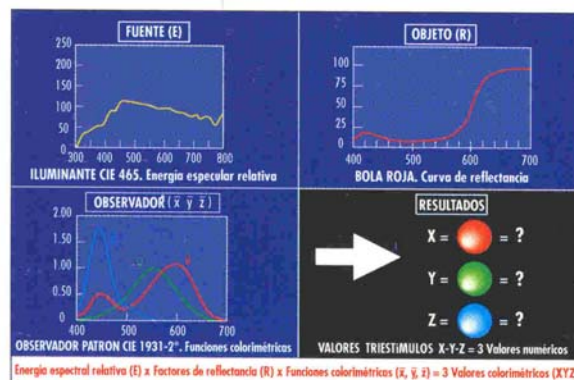 FUENTE (E)
250
200
150
100
50
0
300 400 500 600 700 800
ILUMINANTE CIE 465. Energía especular relativa
OBJETO (R)
100
75
50
25
0
400 500 600 700
BOLA ROJA. Curva de reflectancia
OBSERVADOR (x̄ ȳ z̄)
2.00
1.50
1.00
0.50
0
400 500 600 700
OBSERVADOR PATRON CIE 1931-2°. Funciones colorimétricas
RESULTADOS
X = = ?
Y = = ?
Z = = ?
VALORES TRIESTIMULOS X-Y-Z = 3 Valores numéricos
Energía espectral relativa (E) x Factores de reflectancia (R) x Funciones colorimétricas (x̄, ȳ, z̄) = 3 Valores colorimétricos (XYZ)